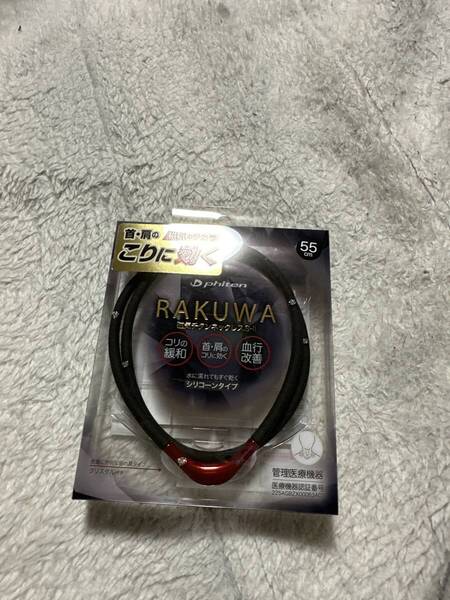 首・肩の
こりに効く
55
cm
phiten
RAKUWA
コリの
緩和
首・肩の
コリに効く
血行
改善
水に濡れてもすぐ乾く
シリコーンタイプ
管理医療機器
医療機器認証番号